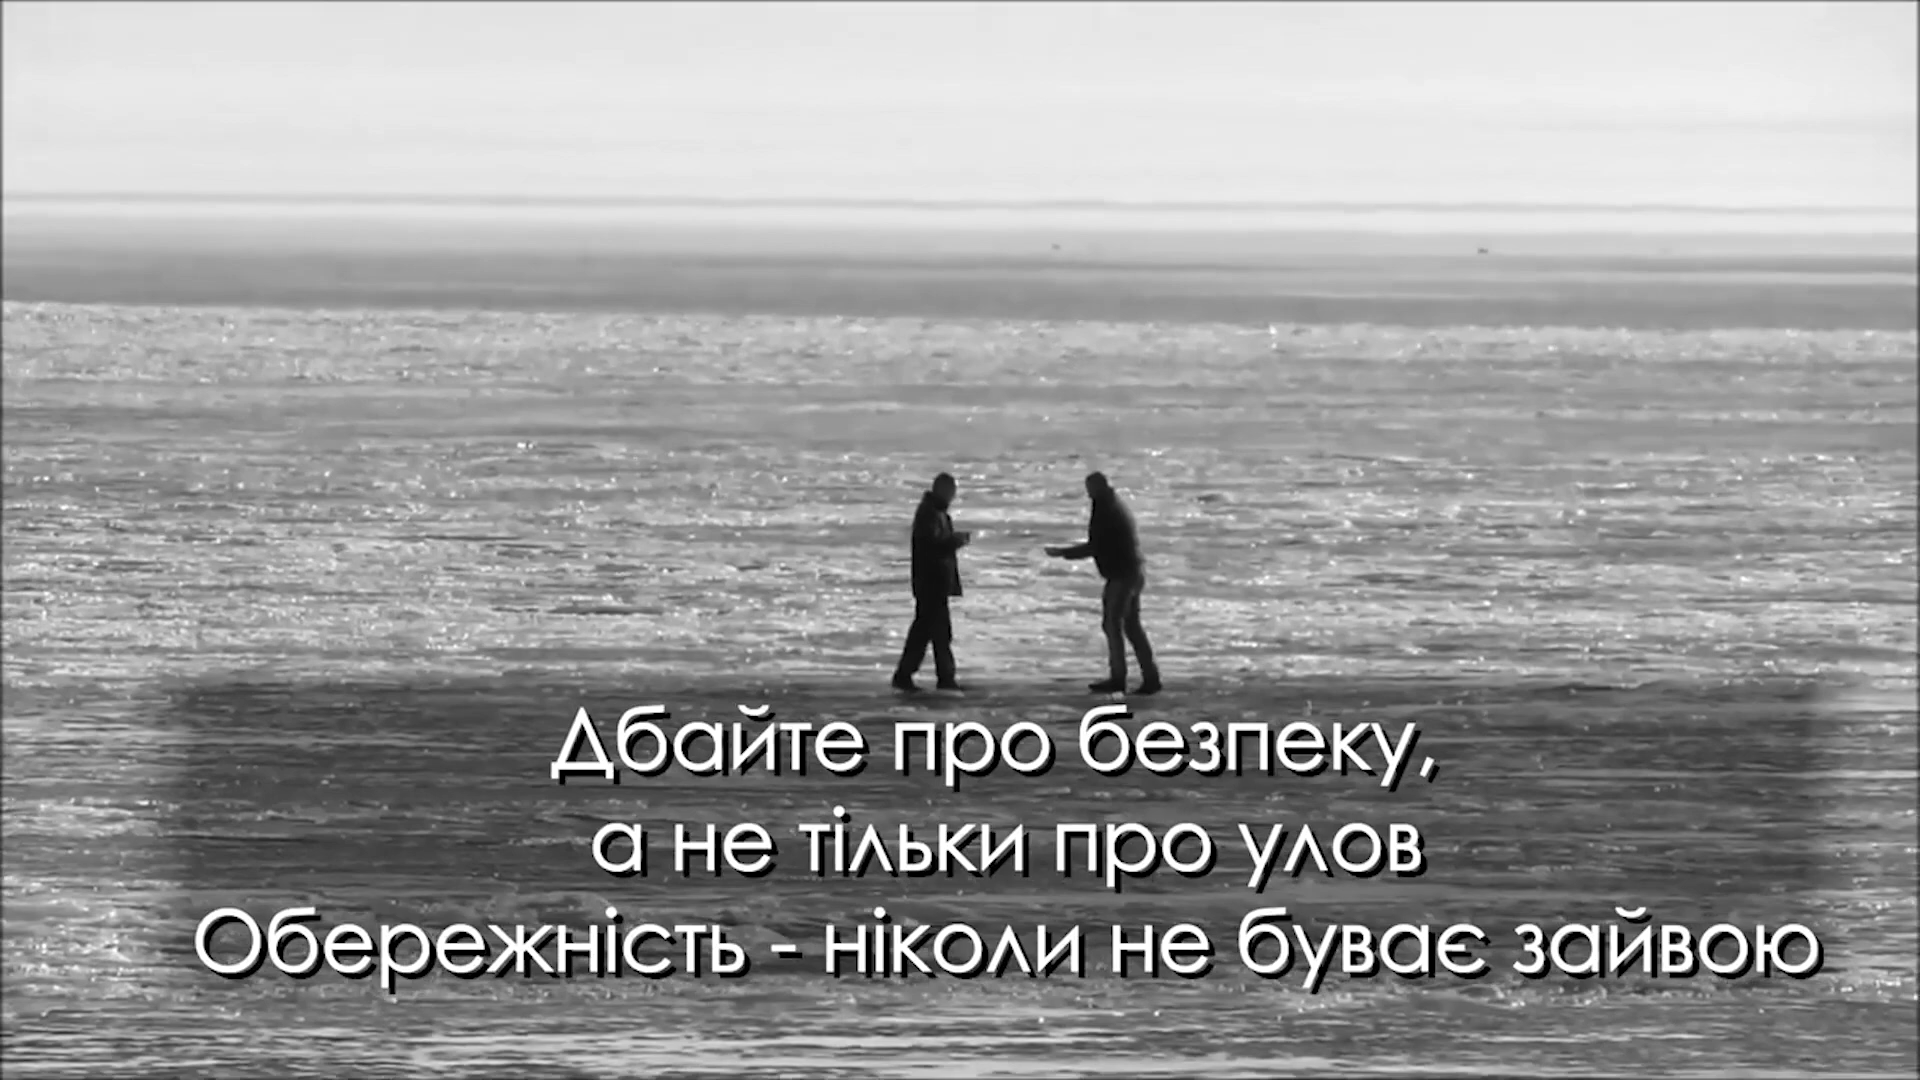 Дбайте про безпеку,
а не тільки про улов
Обережність - ніколи не буває зайвою